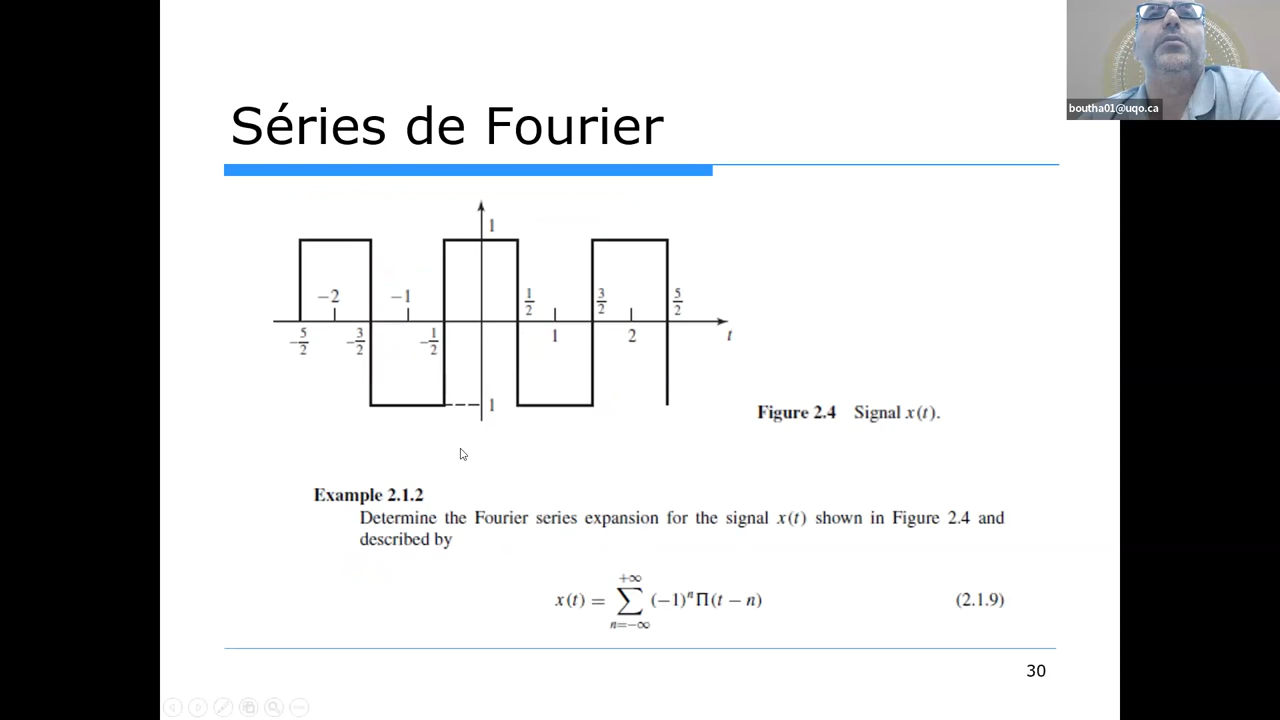 boutha01@uqo.ca
Séries de Fourier
1
−2
−1
1/2
3/2
5/2
−5/2
−3/2
−1/2
1
2
t
1
Figure 2.4 Signal x(t).
Example 2.1.2
Determine the Fourier series expansion for the signal x(t) shown in Figure 2.4 and
described by
x(t) = ∑_{n=−∞}^{+∞} (−1)^n Π(t − n) (2.1.9)
30